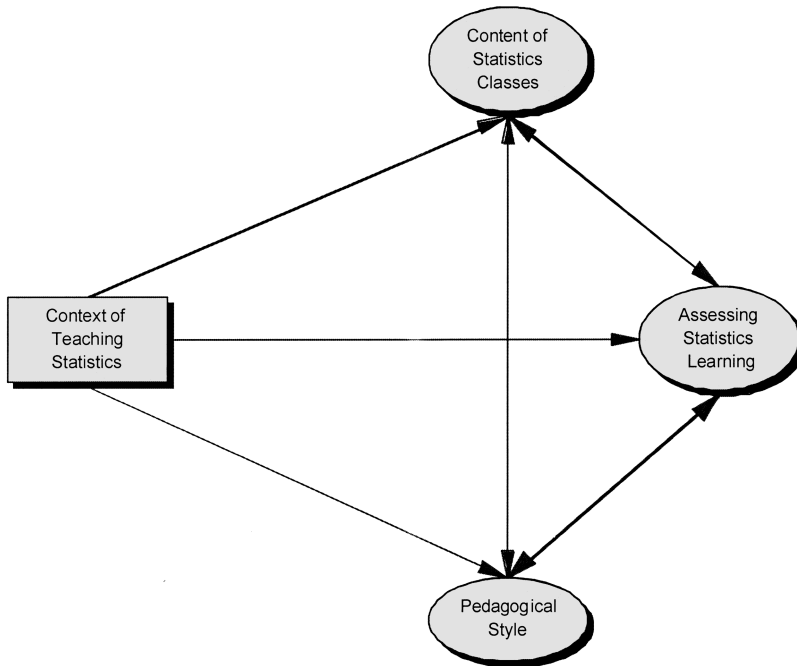 Content of
Statistics
Classes
Context of
Teaching
Statistics
Assessing
Statistics
Learning
Pedagogical
Style